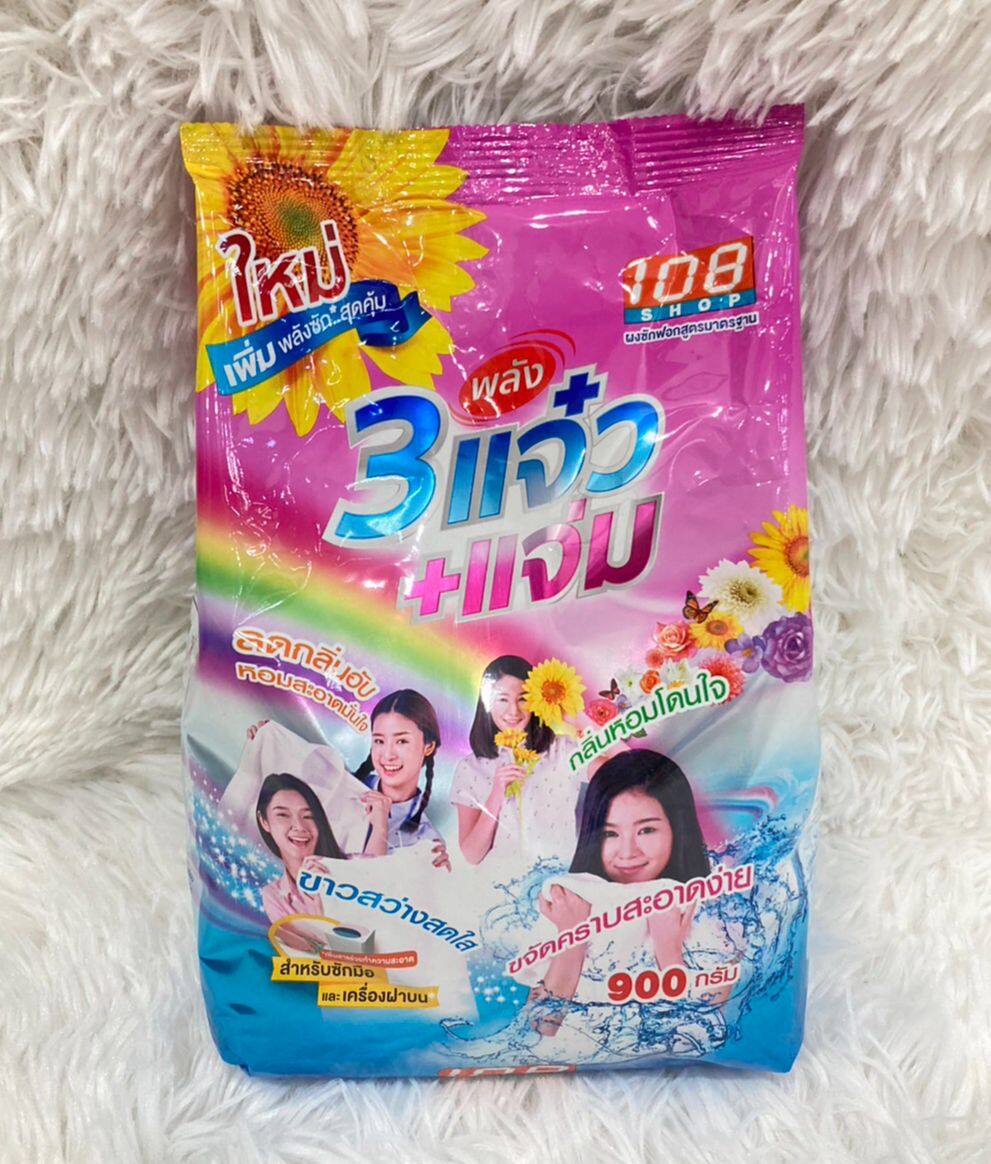 ใหม่
เพิ่ม พลังซัก* สุดคุ้ม
108
SHOP
ผงซักฟอกสูตรมาตรฐาน
พลัง
3แจ๋ว
+แจ่ม
ลดกลิ่นอับ
หอมสะอาดมั่นใจ
กลิ่นหอมโดนใจ
ขาวสว่างสดใส
ขจัดคราบสะอาดง่าย
สำหรับซักมือ
และเครื่องฝาบน
900 กรัม